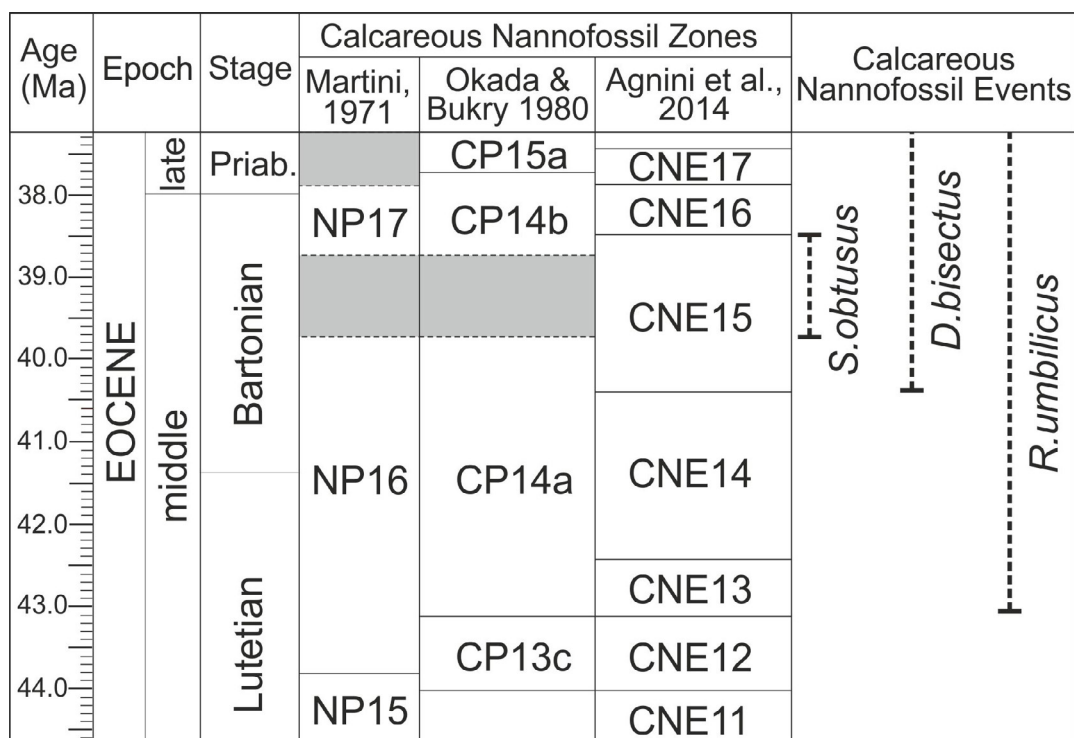 Age
(Ma)
Epoch
Stage
Calcareous Nannofossil Zones
Martini,
1971
Okada &
Bukry 1980
Agnini et al.,
2014
Calcareous
Nannofossil Events
38.0
39.0
40.0
41.0
42.0
43.0
44.0
EOCENE
late
middle
Priab.
Bartonian
Lutetian
NP17
NP16
NP15
CP15a
CP14b
CP14a
CP13c
CNE17
CNE16
CNE15
CNE14
CNE13
CNE12
CNE11
S.obtusus
D.bisectus
R.umbilicus